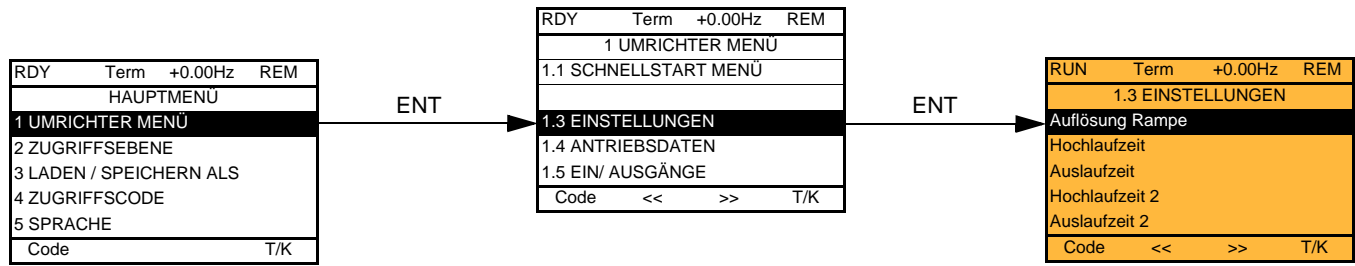 RDY Term +0.00Hz REM
HAUPTMENÜ
1 UMRICHTER MENÜ
2 ZUGRIFFSEBENE
3 LADEN / SPEICHERN ALS
4 ZUGRIFFSCODE
5 SPRACHE
Code T/K
ENT
RDY Term +0.00Hz REM
1 UMRICHTER MENÜ
1.1 SCHNELLSTART MENÜ
1.3 EINSTELLUNGEN
1.4 ANTRIEBSDATEN
1.5 EIN/ AUSGÄNGE
Code << >> T/K
ENT
RUN Term +0.00Hz REM
1.3 EINSTELLUNGEN
Auflösung Rampe
Hochlaufzeit
Auslaufzeit
Hochlaufzeit 2
Auslaufzeit 2
Code << >> T/K